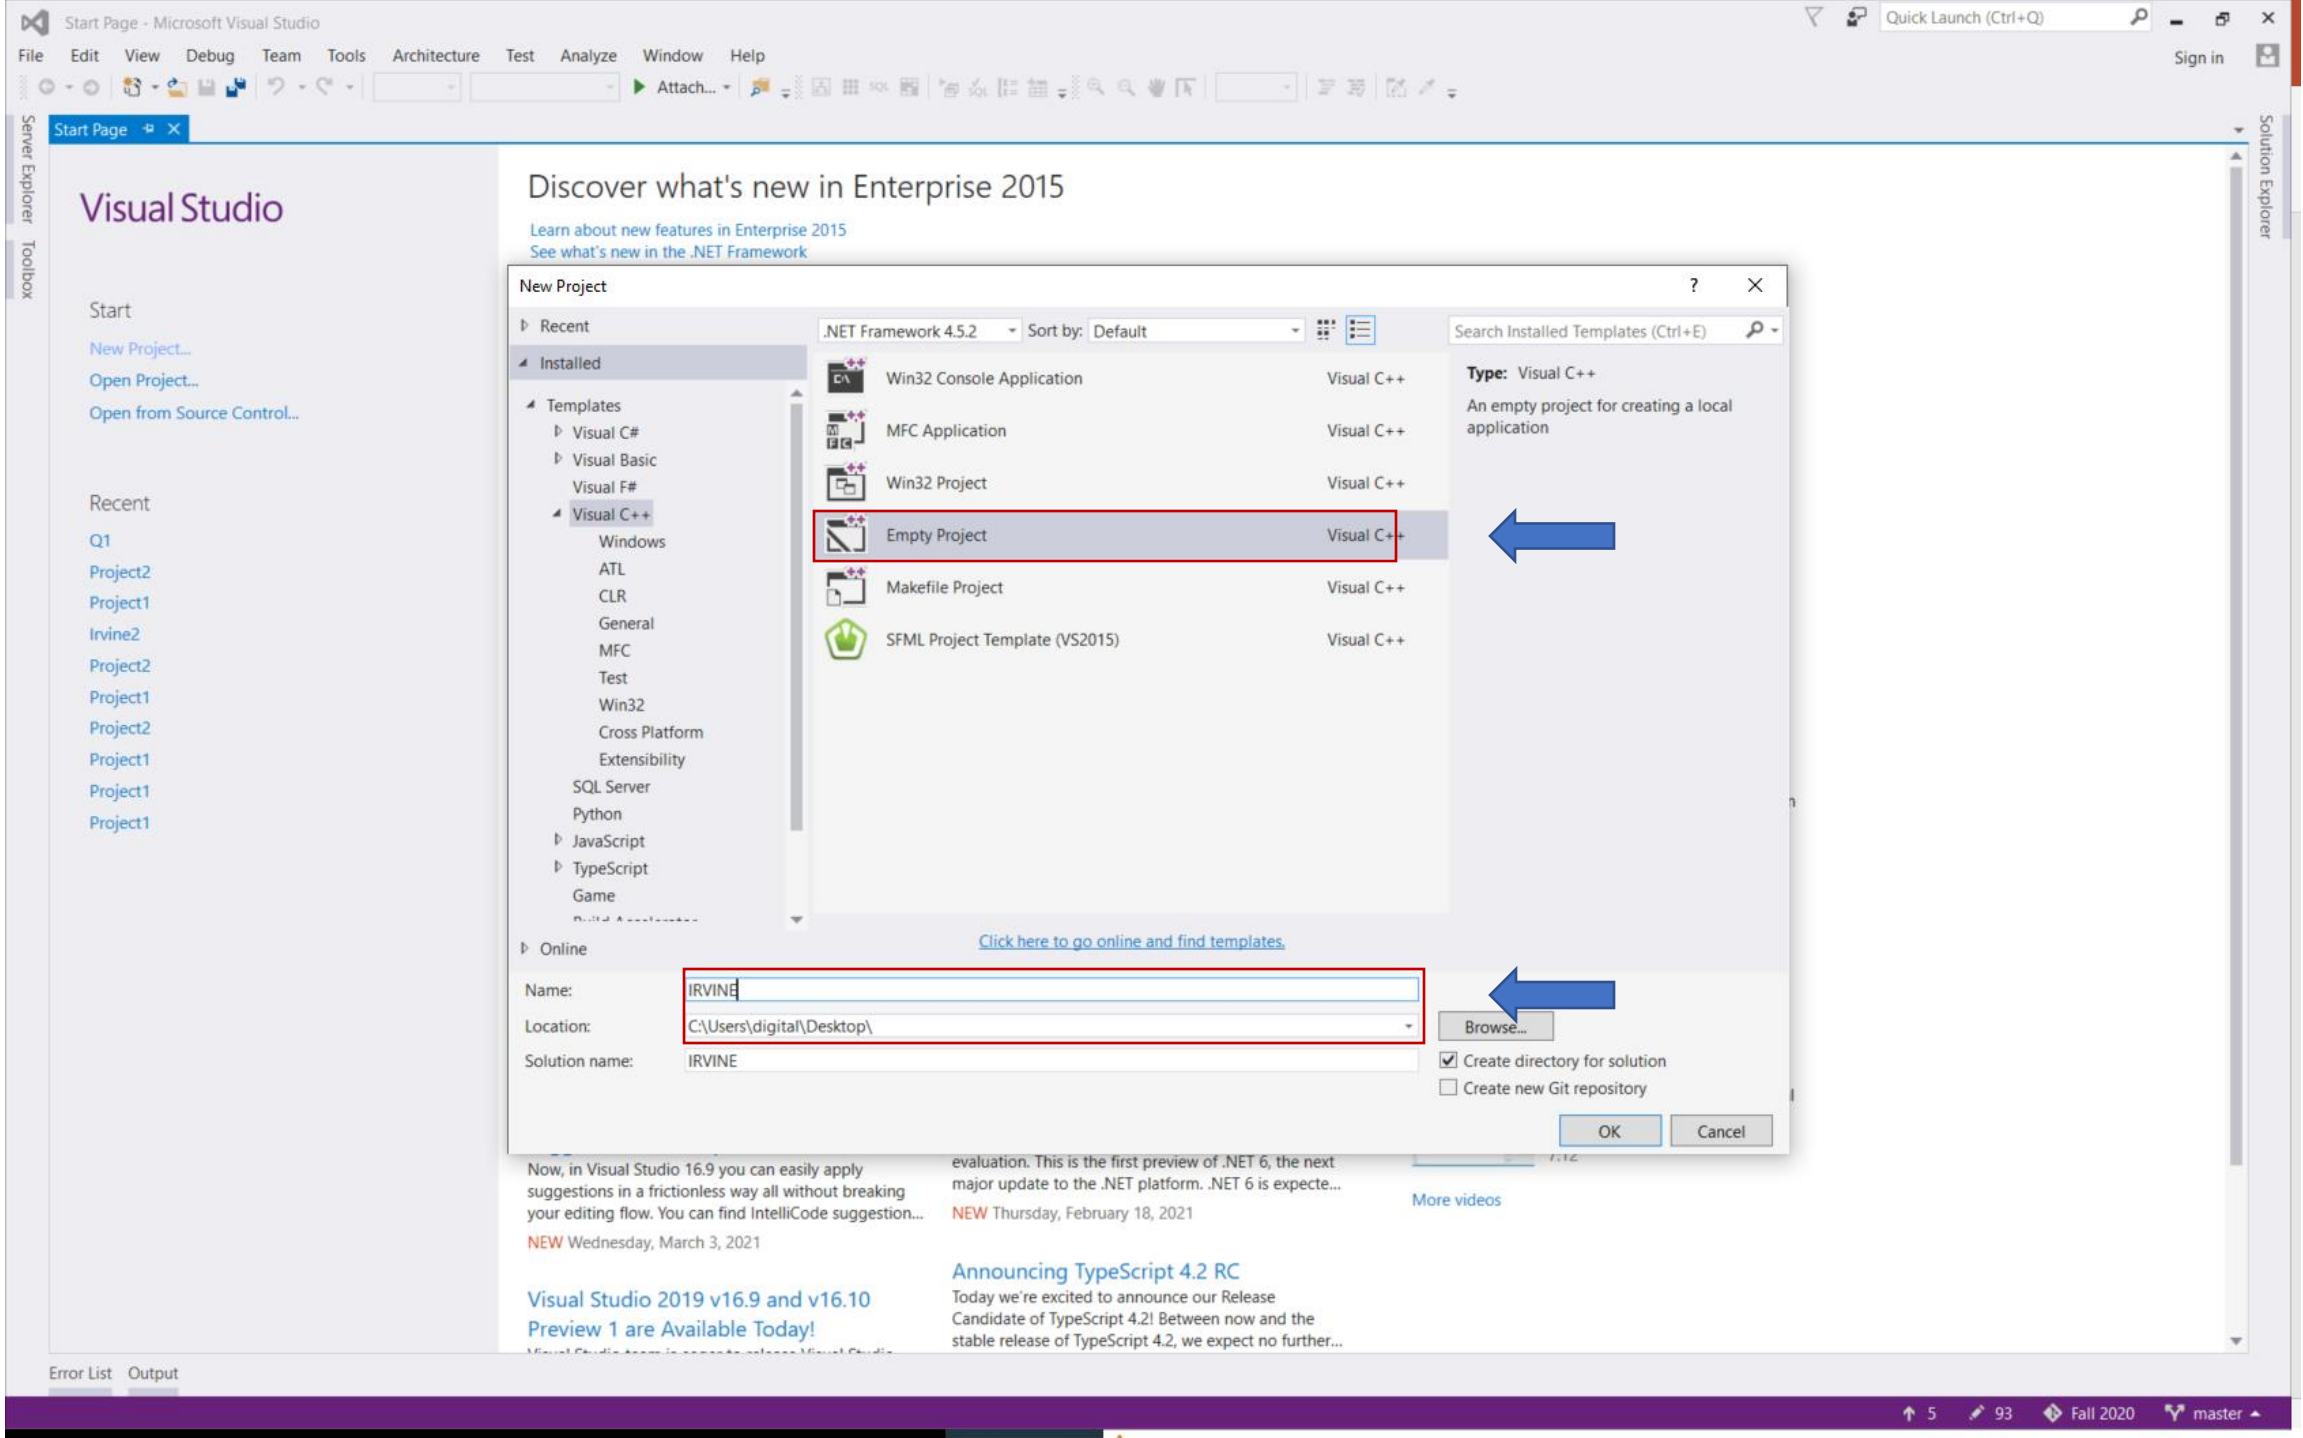 Start Page - Microsoft Visual Studio
Quick Launch (Ctrl+Q)
File Edit View Debug Team Tools Architecture Test Analyze Window Help
Sign in
Attach...
Server Explorer
Toolbox
Solution Explorer
Start Page
Visual Studio
Start
New Project...
Open Project...
Open from Source Control...
Recent
Q1
Project2
Project1
Irvine2
Project2
Project1
Project2
Project1
Project1
Project1
Discover what's new in Enterprise 2015
Learn about new features in Enterprise 2015
See what's new in the .NET Framework
New Project
? 
Recent
.NET Framework 4.5.2 Sort by: Default
Search Installed Templates (Ctrl+E)
Installed
Templates
Visual C#
Visual Basic
Visual F#
Visual C++
Windows
ATL
CLR
General
MFC
Test
Win32
Cross Platform
Extensibility
SQL Server
Python
JavaScript
TypeScript
Game
Online
Win32 Console Application Visual C++
MFC Application Visual C++
Win32 Project Visual C++
Empty Project Visual C++
Makefile Project Visual C++
SFML Project Template (VS2015) Visual C++
Type: Visual C++
An empty project for creating a local
application
Click here to go online and find templates.
Name: IRVINE
Location: C:\Users\digital\Desktop\
Browse...
Solution name: IRVINE
Create directory for solution
Create new Git repository
OK Cancel
Now, in Visual Studio 16.9 you can easily apply
suggestions in a frictionless way all without breaking
your editing flow. You can find IntelliCode suggestion...
NEW Wednesday, March 3, 2021
Visual Studio 2019 v16.9 and v16.10
Preview 1 are Available Today!
evaluation. This is the first preview of .NET 6, the next
major update to the .NET platform. .NET 6 is expecte...
NEW Thursday, February 18, 2021
Announcing TypeScript 4.2 RC
Today we're excited to announce our Release
Candidate of TypeScript 4.2! Between now and the
stable release of TypeScript 4.2, we expect no further...
More videos
Error List Output
5 93 Fall 2020 master